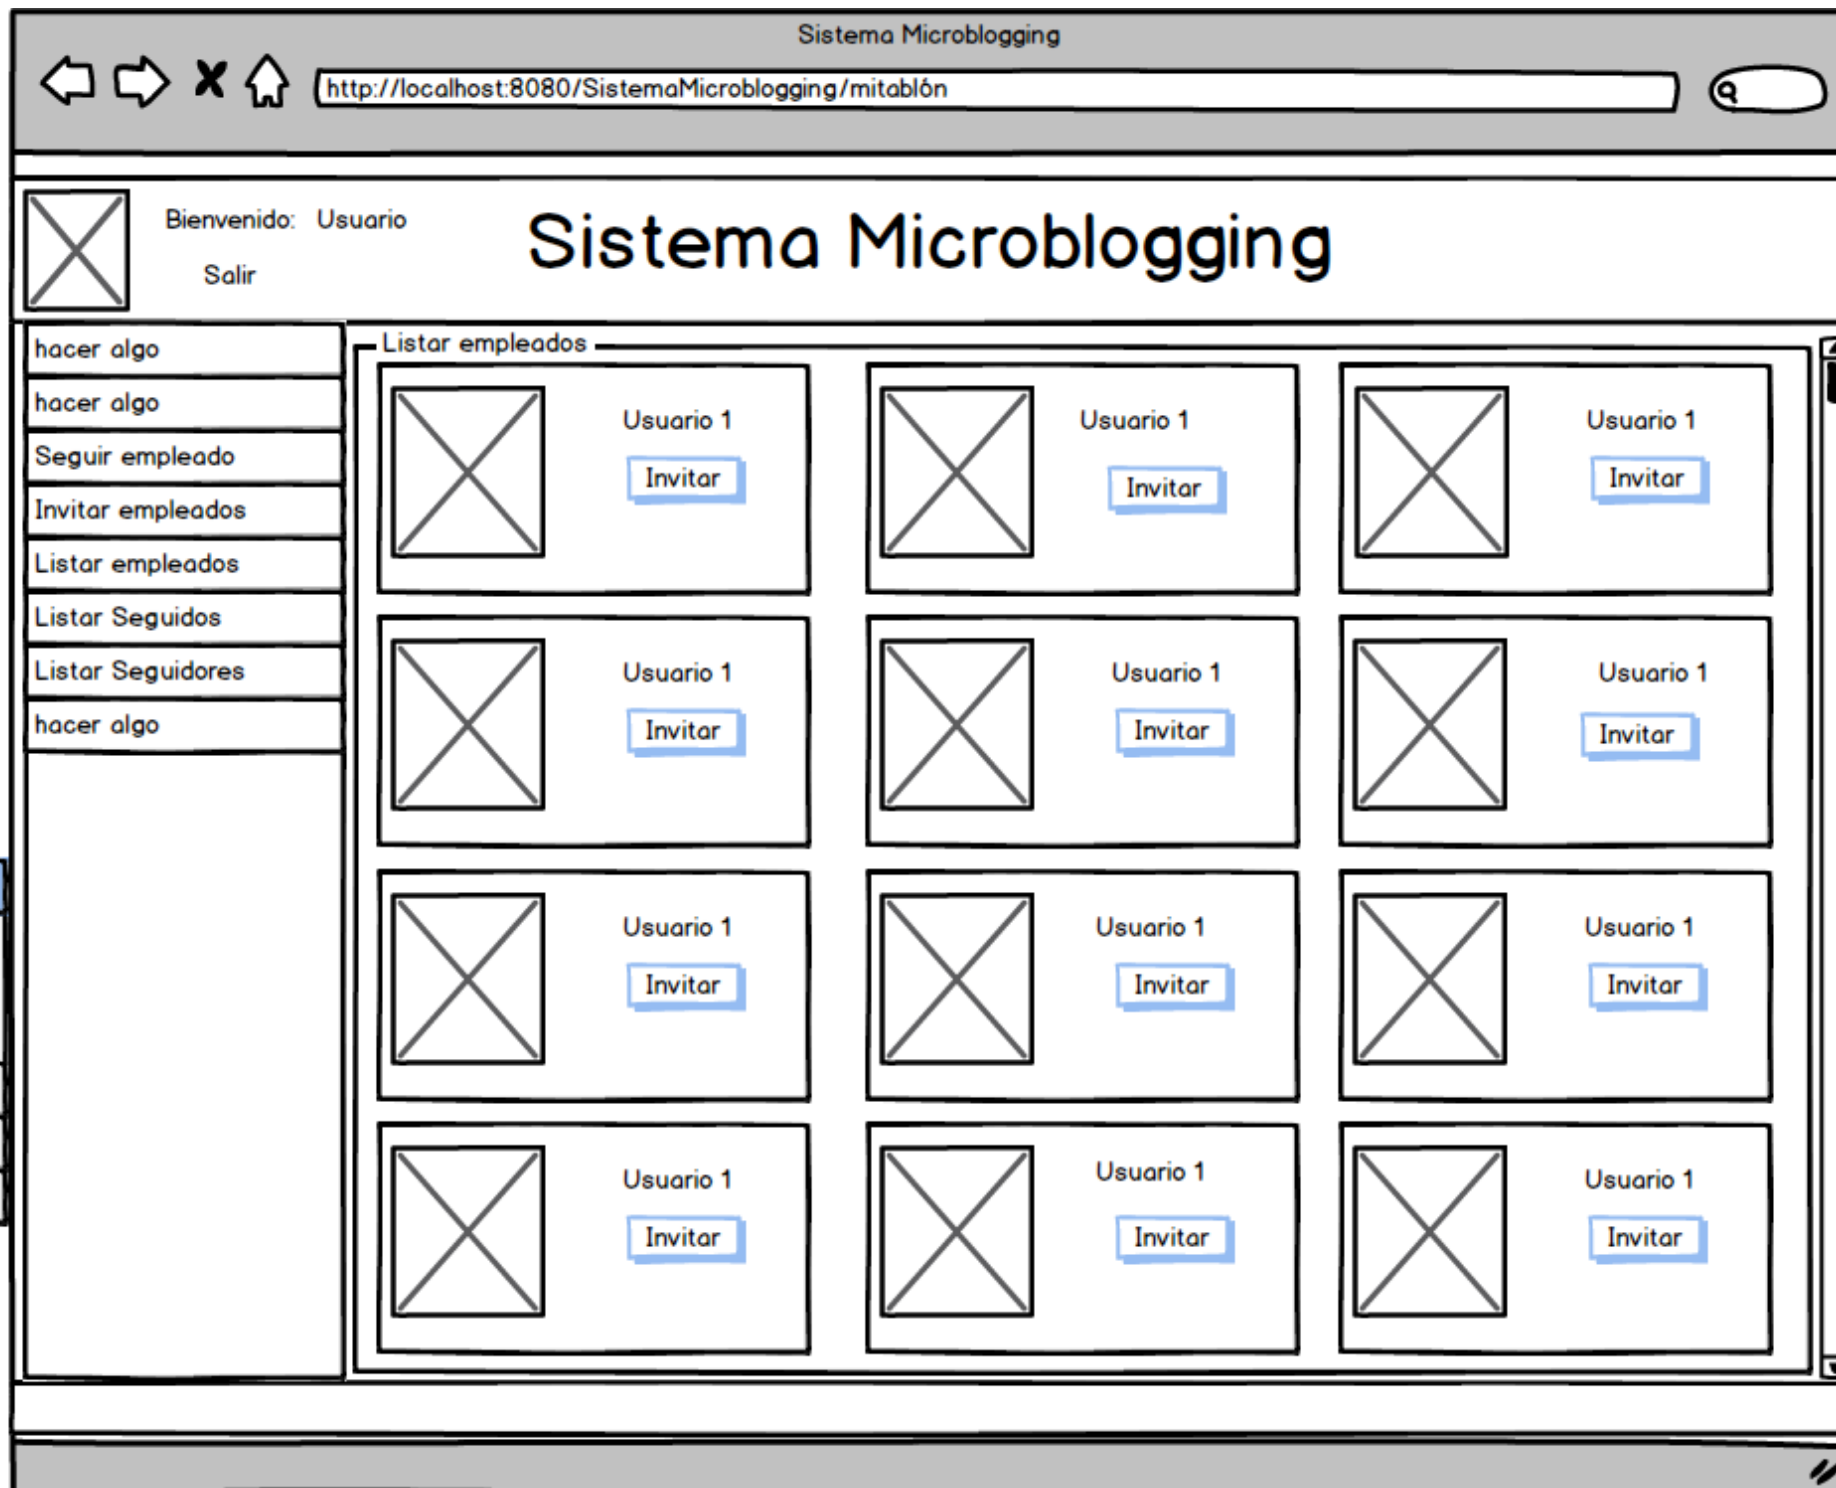 Sistema Microblogging
http://localhost:8080/SistemaMicroblogging/mitablón
Bienvenido: Usuario
Salir
Sistema Microblogging
hacer algo
hacer algo
Seguir empleado
Invitar empleados
Listar empleados
Listar Seguidos
Listar Seguidores
hacer algo
Listar empleados
Usuario 1
Invitar
Usuario 1
Invitar
Usuario 1
Invitar
Usuario 1
Invitar
Usuario 1
Invitar
Usuario 1
Invitar
Usuario 1
Invitar
Usuario 1
Invitar
Usuario 1
Invitar
Usuario 1
Invitar
Usuario 1
Invitar
Usuario 1
Invitar